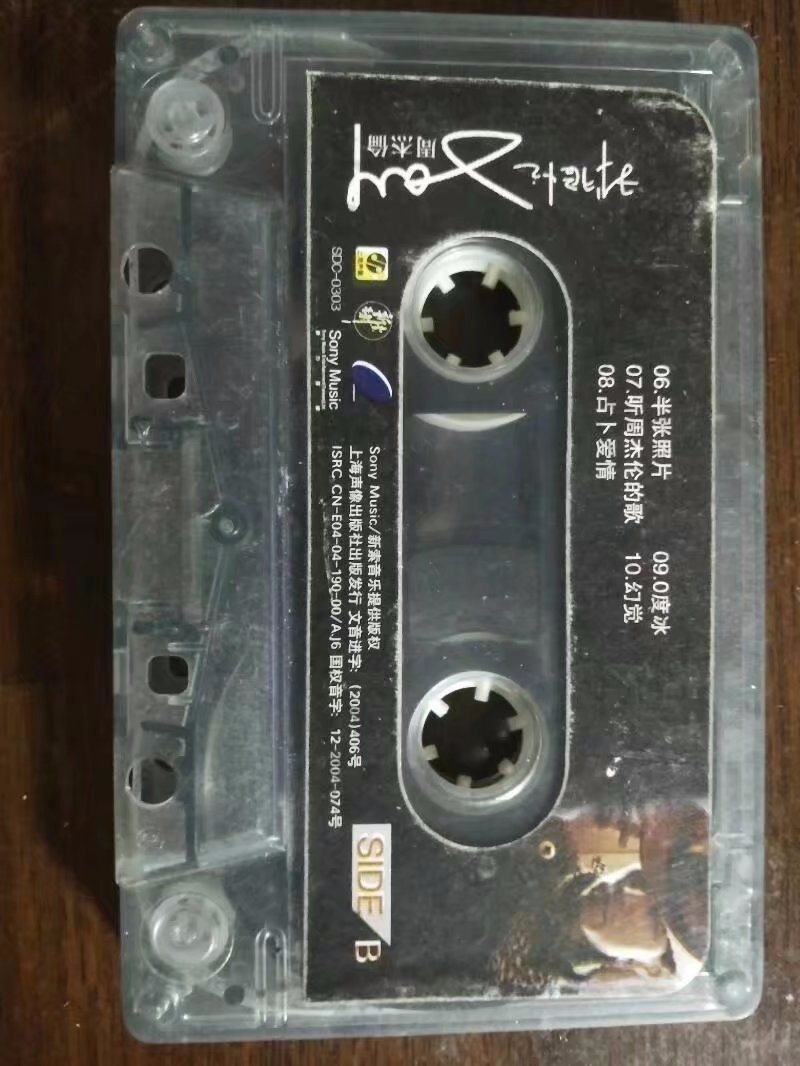 Jay
周杰倫
06.半张照片
09.0度冰
07.听周杰伦的歌
10.幻觉
08.占卜爱情
SDC-0303
Sony Music
Sony Music/新索音乐提供版权
上海声像出版社出版发行 文音进字：(2004)406号
ISRC CN-E04-04-190-00/A.J6 国权音字：12-2004-074号
SIDE B